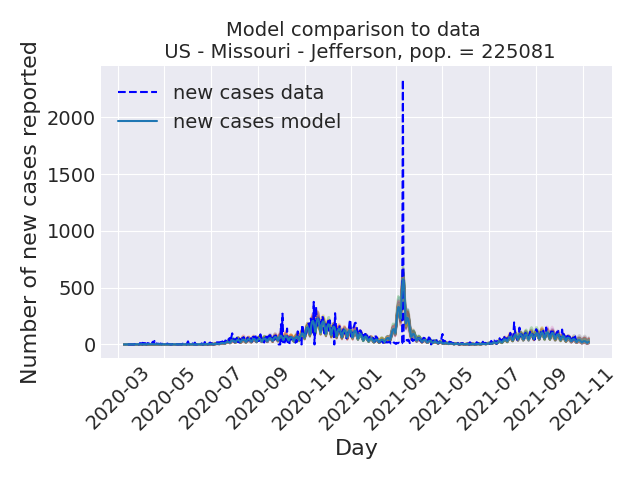 Model comparison to data
US - Missouri - Jefferson, pop. = 225081
new cases data
new cases model
Number of new cases reported
2000
1500
1000
500
0
2020-03
2020-05
2020-07
2020-09
2020-11
2021-01
2021-03
2021-05
2021-07
2021-09
2021-11
Day